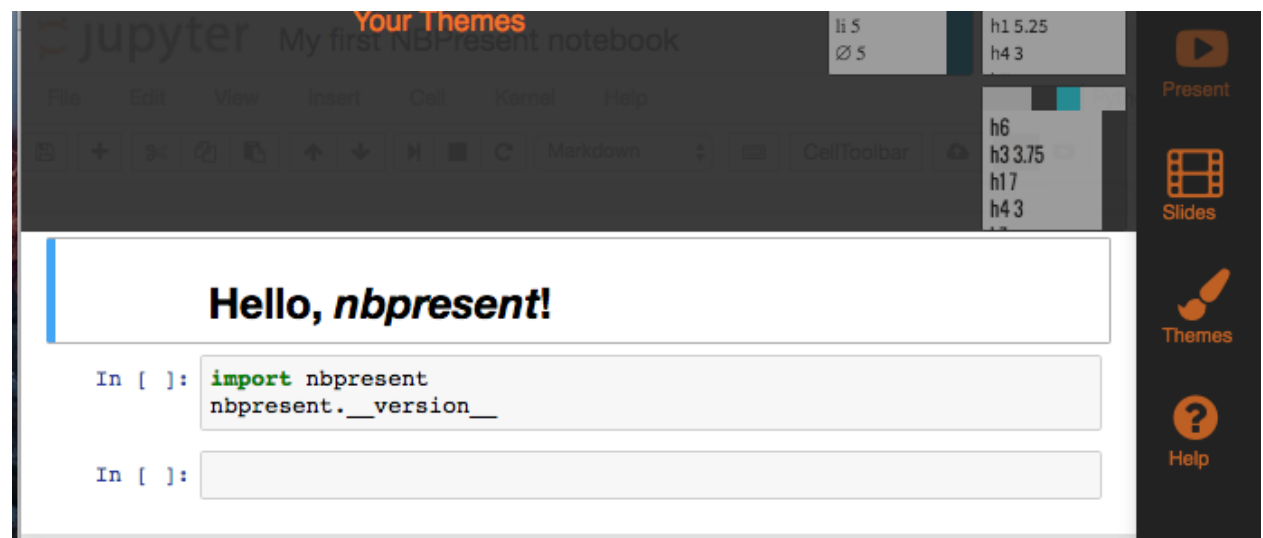 Your Themes
jupyter My first NBPresent notebook
File Edit View Insert Cell Kernel Help
Markdown CellToolbar
li 5
∅ 5
h1 5.25
h4 3
h6
h3 3.75
h1 7
h4 3
Hello, nbpresent!
In [ ]: import nbpresent
nbpresent.__version__
In [ ]:
Present
Slides
Themes
Help